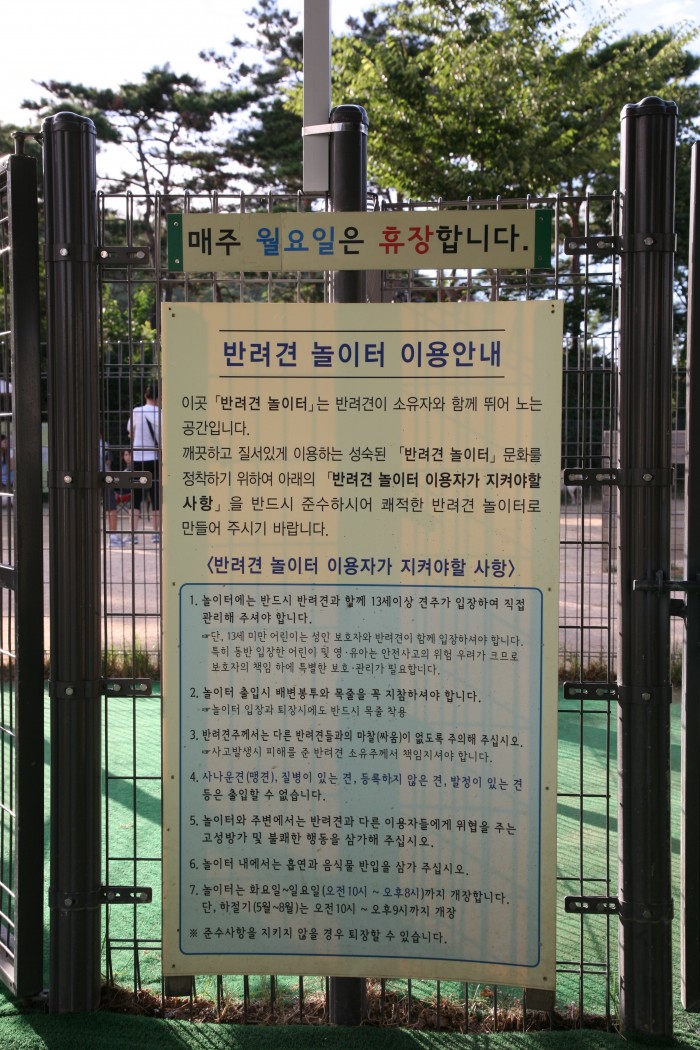 매주 월요일은 휴장합니다.
반려견 놀이터 이용안내
이곳 「반려견 놀이터」는 반려견이 소유자와 함께 뛰어 노는
공간입니다.
깨끗하고 질서있게 이용하는 성숙된 「반려견 놀이터」 문화를
정착하기 위하여 아래의 「반려견 놀이터 이용자가 지켜야할
사항」을 반드시 준수하시어 쾌적한 반려견 놀이터로
만들어 주시기 바랍니다.
〈반려견 놀이터 이용자가 지켜야할 사항〉
1. 놀이터에는 반드시 반려견과 함께 13세이상 견주가 입장하여 직접
관리해 주셔야 합니다.
☞단, 13세 미만 어린이는 성인 보호자와 반려견이 함께 입장하셔야 합니다.
특히 동반 입장한 어린이 및 영·유아는 안전사고의 위험 우려가 크므로
보호자의 책임 하에 특별한 보호·관리가 필요합니다.
2. 놀이터 출입시 배변봉투와 목줄을 꼭 지참하셔야 합니다.
☞놀이터 입장과 퇴장시에도 반드시 목줄 착용
3. 반려견주께서는 다른 반려견들과의 마찰(싸움)이 없도록 주의해 주십시오.
☞사고발생시 피해를 준 반려견 소유주께서 책임지셔야 합니다.
4. 사나운견(맹견), 질병이 있는 견, 등록하지 않은 견, 발정이 있는 견
등은 출입할 수 없습니다.
5. 놀이터와 주변에서는 반려견과 다른 이용자들에게 위협을 주는
고성방가 및 불쾌한 행동을 삼가해 주십시오.
6. 놀이터 내에서는 흡연과 음식물 반입을 삼가 주십시오.
7. 놀이터는 화요일~일요일(오전10시 ~ 오후8시)까지 개장합니다.
단, 하절기(5월~8월)는 오전10시 ~ 오후9시까지 개장
※ 준수사항을 지키지 않을 경우 퇴장할 수 있습니다.